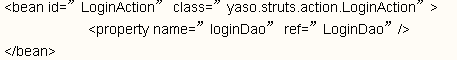 <bean id=”LoginAction” class=”yaso.struts.action.LoginAction” >
<property name=”loginDao” ref=”LoginDao”/>
</bean>